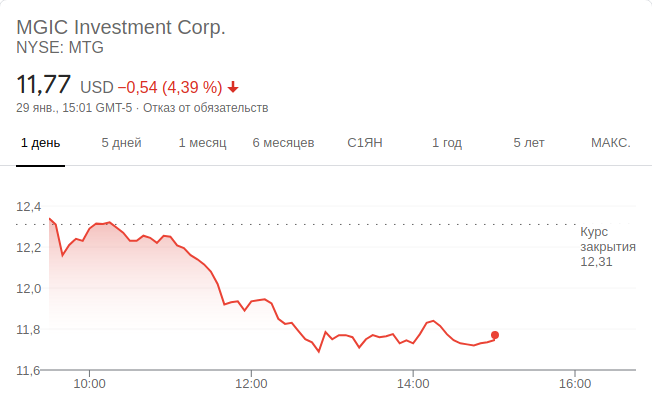 MGIC Investment Corp.
NYSE: MTG
11,77 USD −0,54 (4,39 %)
29 янв., 15:01 GMT-5 · Отказ от обязательств
1 день 5 дней 1 месяц 6 месяцев С1ЯН 1 год 5 лет МАКС.
12,4
12,2
12,0
11,8
11,6
Курс
закрытия
12,31
10:00 12:00 14:00 16:00